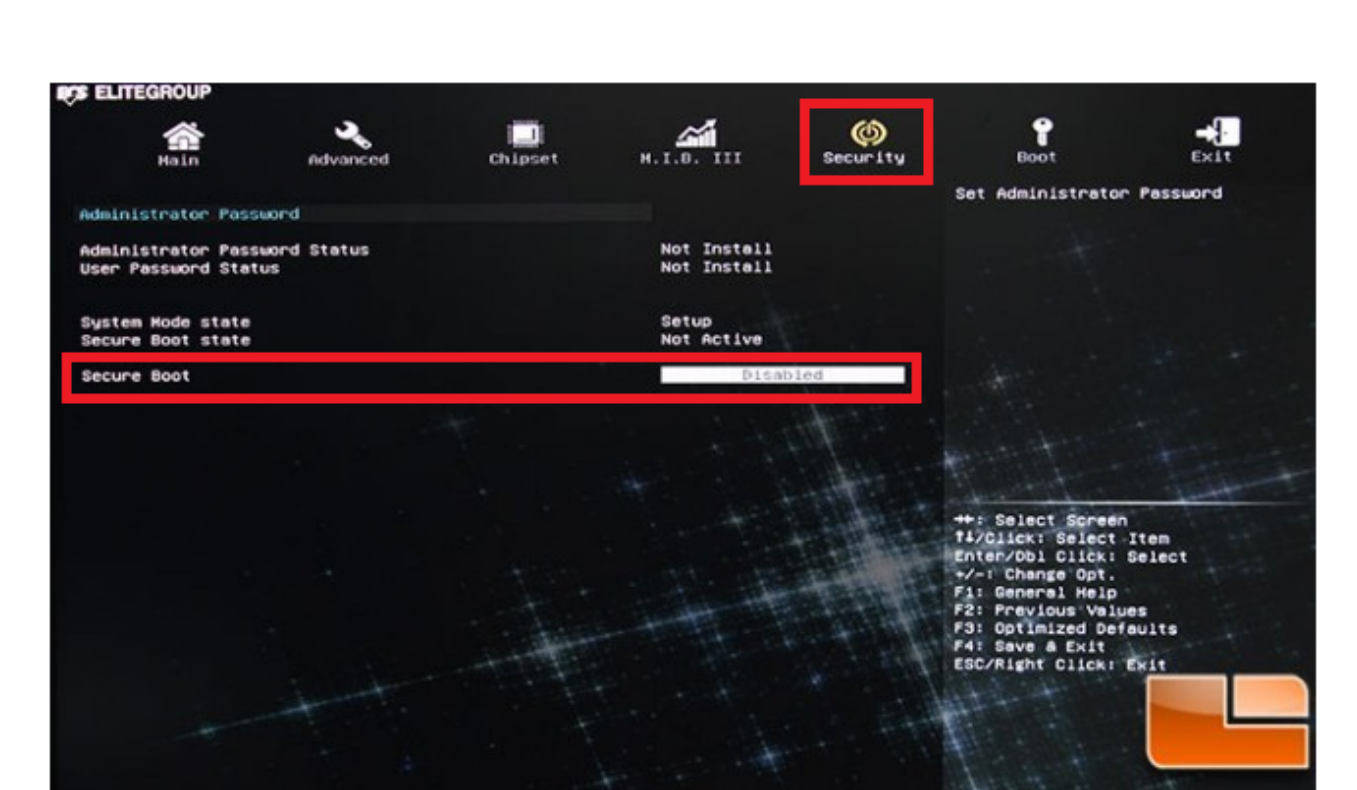 ECS ELITEGROUP
Main Advanced Chipset M.I.B. III Security Boot Exit
Set Administrator Password
Administrator Password
Administrator Password Status Not Install
User Password Status Not Install
System Mode state Setup
Secure Boot state Not Active
Secure Boot Disabled
→←: Select Screen
↑↓/Click: Select Item
Enter/Dbl Click: Select
+/-: Change Opt.
F1: General Help
F2: Previous Values
F3: Optimized Defaults
F4: Save & Exit
ESC/Right Click: Exit